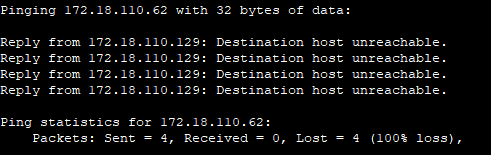 Pinging 172.18.110.62 with 32 bytes of data:
Reply from 172.18.110.129: Destination host unreachable.
Reply from 172.18.110.129: Destination host unreachable.
Reply from 172.18.110.129: Destination host unreachable.
Reply from 172.18.110.129: Destination host unreachable.
Ping statistics for 172.18.110.62:
Packets: Sent = 4, Received = 0, Lost = 4 (100% loss),